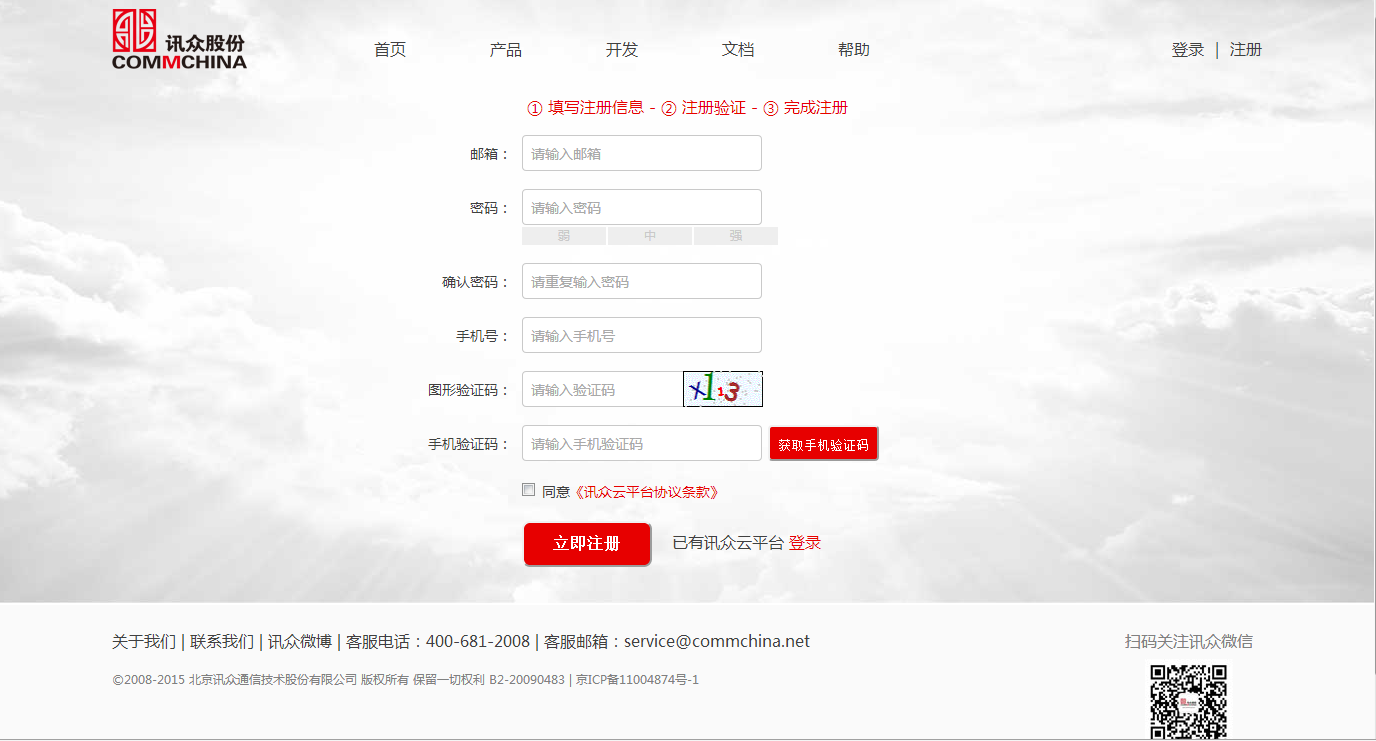 讯众股份
COMMCHINA
首页 产品 开发 文档 帮助 登录 | 注册
① 填写注册信息 - ② 注册验证 - ③ 完成注册
邮箱： 请输入邮箱
密码： 请输入密码
弱 中 强
确认密码： 请重复输入密码
手机号： 请输入手机号
图形验证码： 请输入验证码
手机验证码： 请输入手机验证码 获取手机验证码
同意《讯众云平台协议条款》
立即注册 已有讯众云平台 登录
关于我们 | 联系我们 | 讯众微博 | 客服电话：400-681-2008 | 客服邮箱：service@commchina.net 扫码关注讯众微信
©2008-2015 北京讯众通信技术股份有限公司 版权所有 保留一切权利 B2-20090483 | 京ICP备11004874号-1